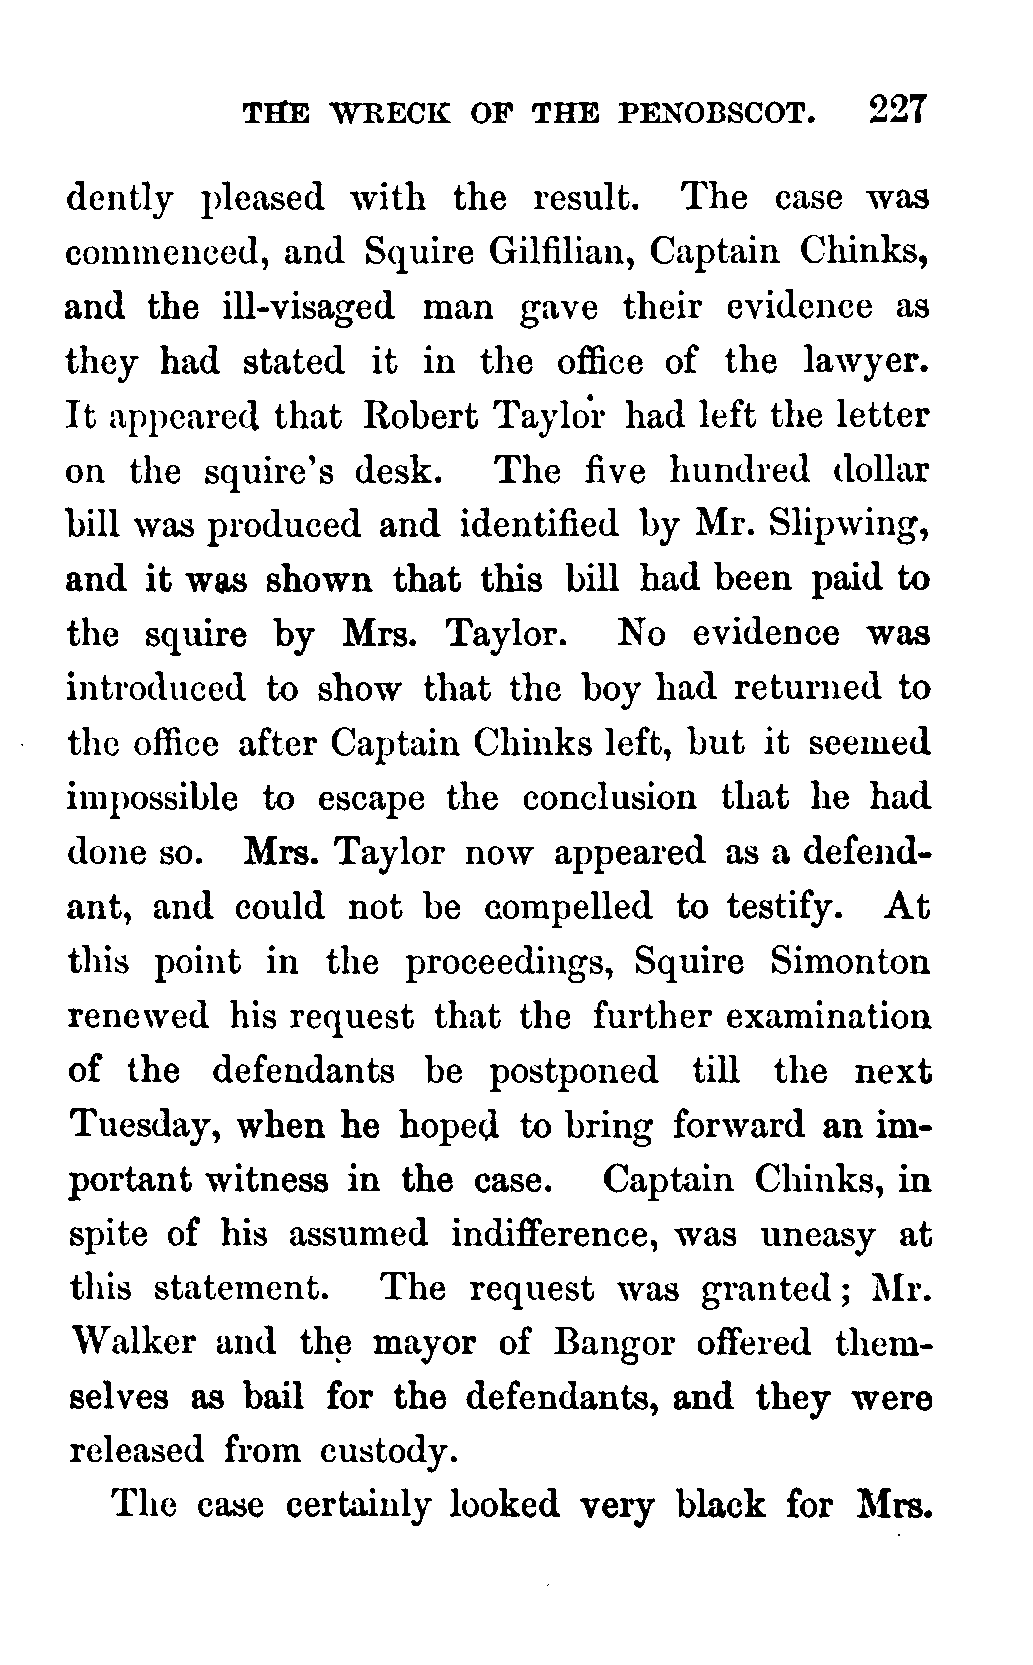 THE WRECK OF THE PENOBSCOT. 227
dently pleased with the result. The case was
commenced, and Squire Gilfilian, Captain Chinks,
and the ill-visaged man gave their evidence as
they had stated it in the office of the lawyer.
It appeared that Robert Taylor had left the letter
on the squire's desk. The five hundred dollar
bill was produced and identified by Mr. Slipwing,
and it was shown that this bill had been paid to
the squire by Mrs. Taylor. No evidence was
introduced to show that the boy had returned to
the office after Captain Chinks left, but it seemed
impossible to escape the conclusion that he had
done so. Mrs. Taylor now appeared as a defend-
ant, and could not be compelled to testify. At
this point in the proceedings, Squire Simonton
renewed his request that the further examination
of the defendants be postponed till the next
Tuesday, when he hoped to bring forward an im-
portant witness in the case. Captain Chinks, in
spite of his assumed indifference, was uneasy at
this statement. The request was granted; Mr.
Walker and the mayor of Bangor offered them-
selves as bail for the defendants, and they were
released from custody.
The case certainly looked very black for Mrs.